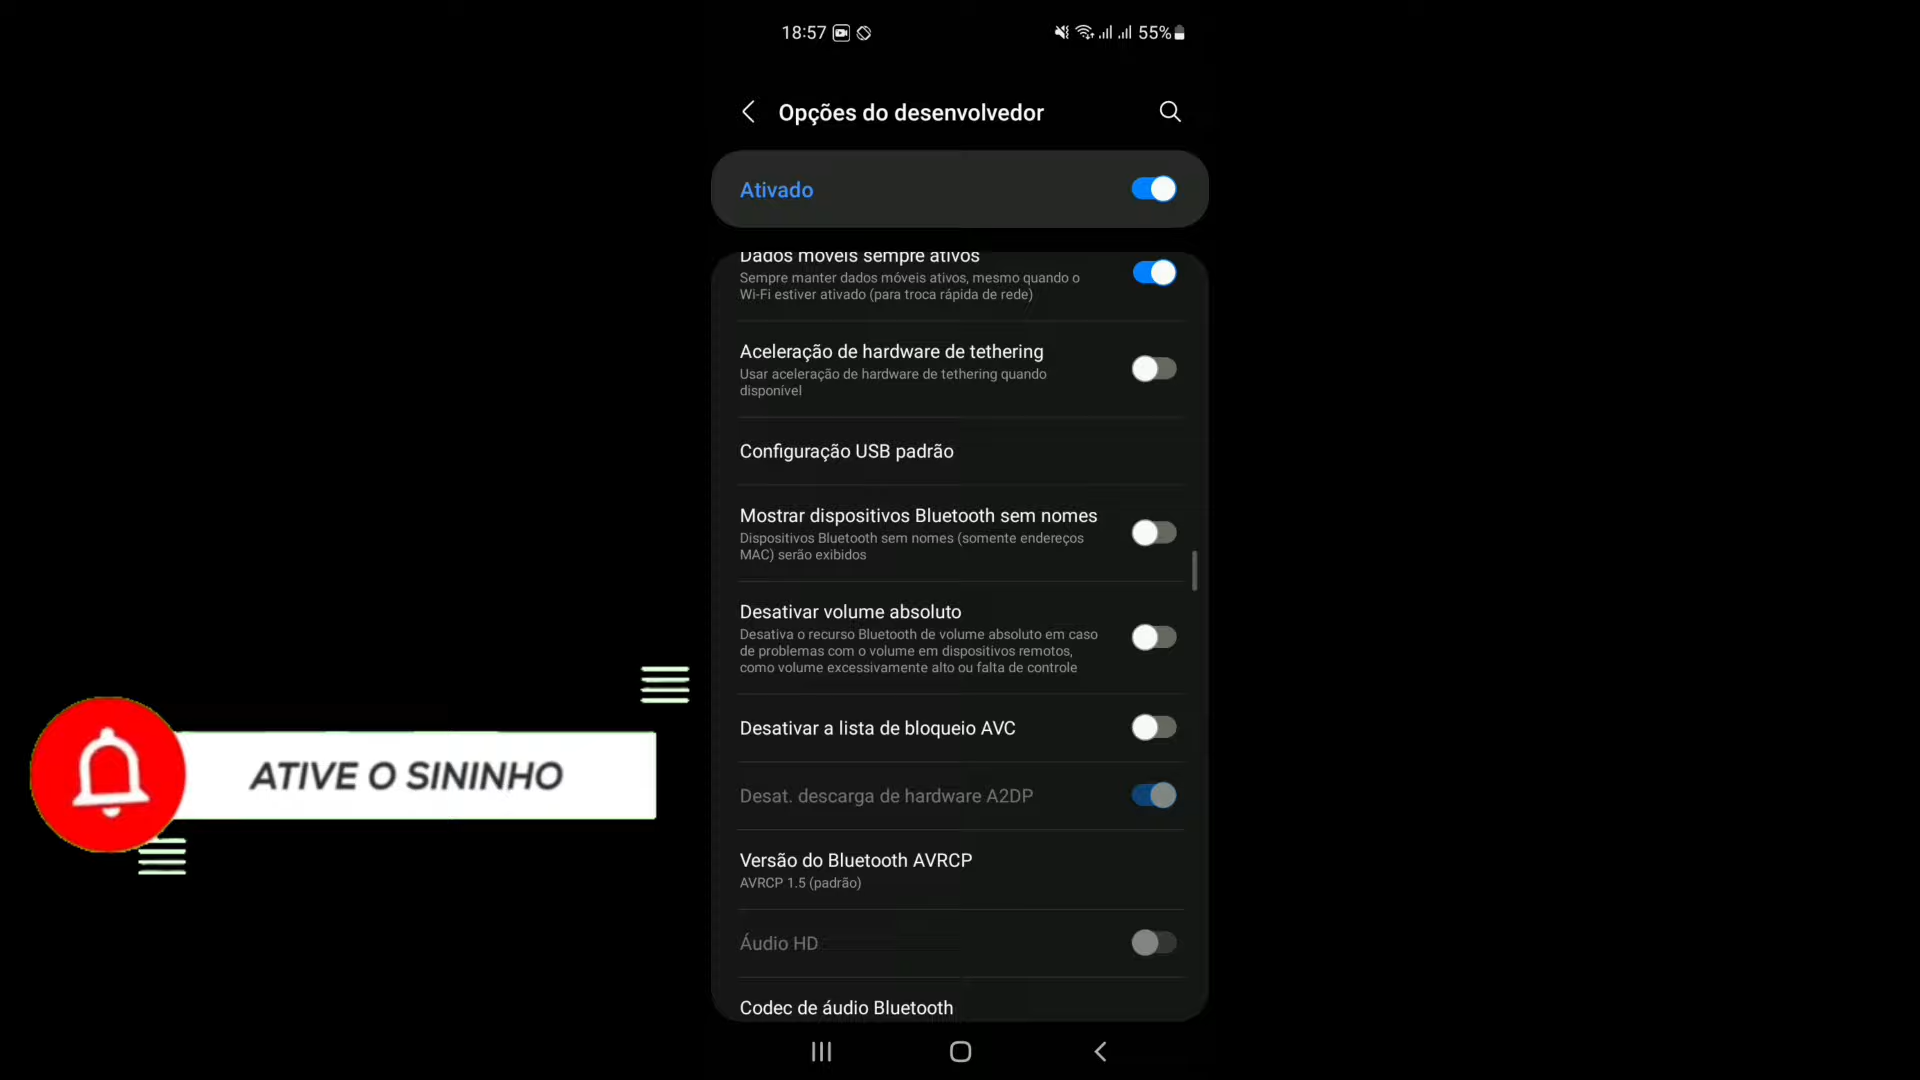 18:57
55%
Opções do desenvolvedor
Ativado
Dados móveis sempre ativos
Sempre manter dados móveis ativos, mesmo quando o
Wi-Fi estiver ativado (para troca rápida de rede)
Aceleração de hardware de tethering
Usar aceleração de hardware de tethering quando
disponível
Configuração USB padrão
Mostrar dispositivos Bluetooth sem nomes
Dispositivos Bluetooth sem nomes (somente endereços
MAC) serão exibidos
Desativar volume absoluto
Desativa o recurso Bluetooth de volume absoluto em caso
de problemas com o volume em dispositivos remotos,
como volume excessivamente alto ou falta de controle
Desativar a lista de bloqueio AVC
Desat. descarga de hardware A2DP
Versão do Bluetooth AVRCP
AVRCP 1.5 (padrão)
Áudio HD
Codec de áudio Bluetooth
ATIVE O SININHO